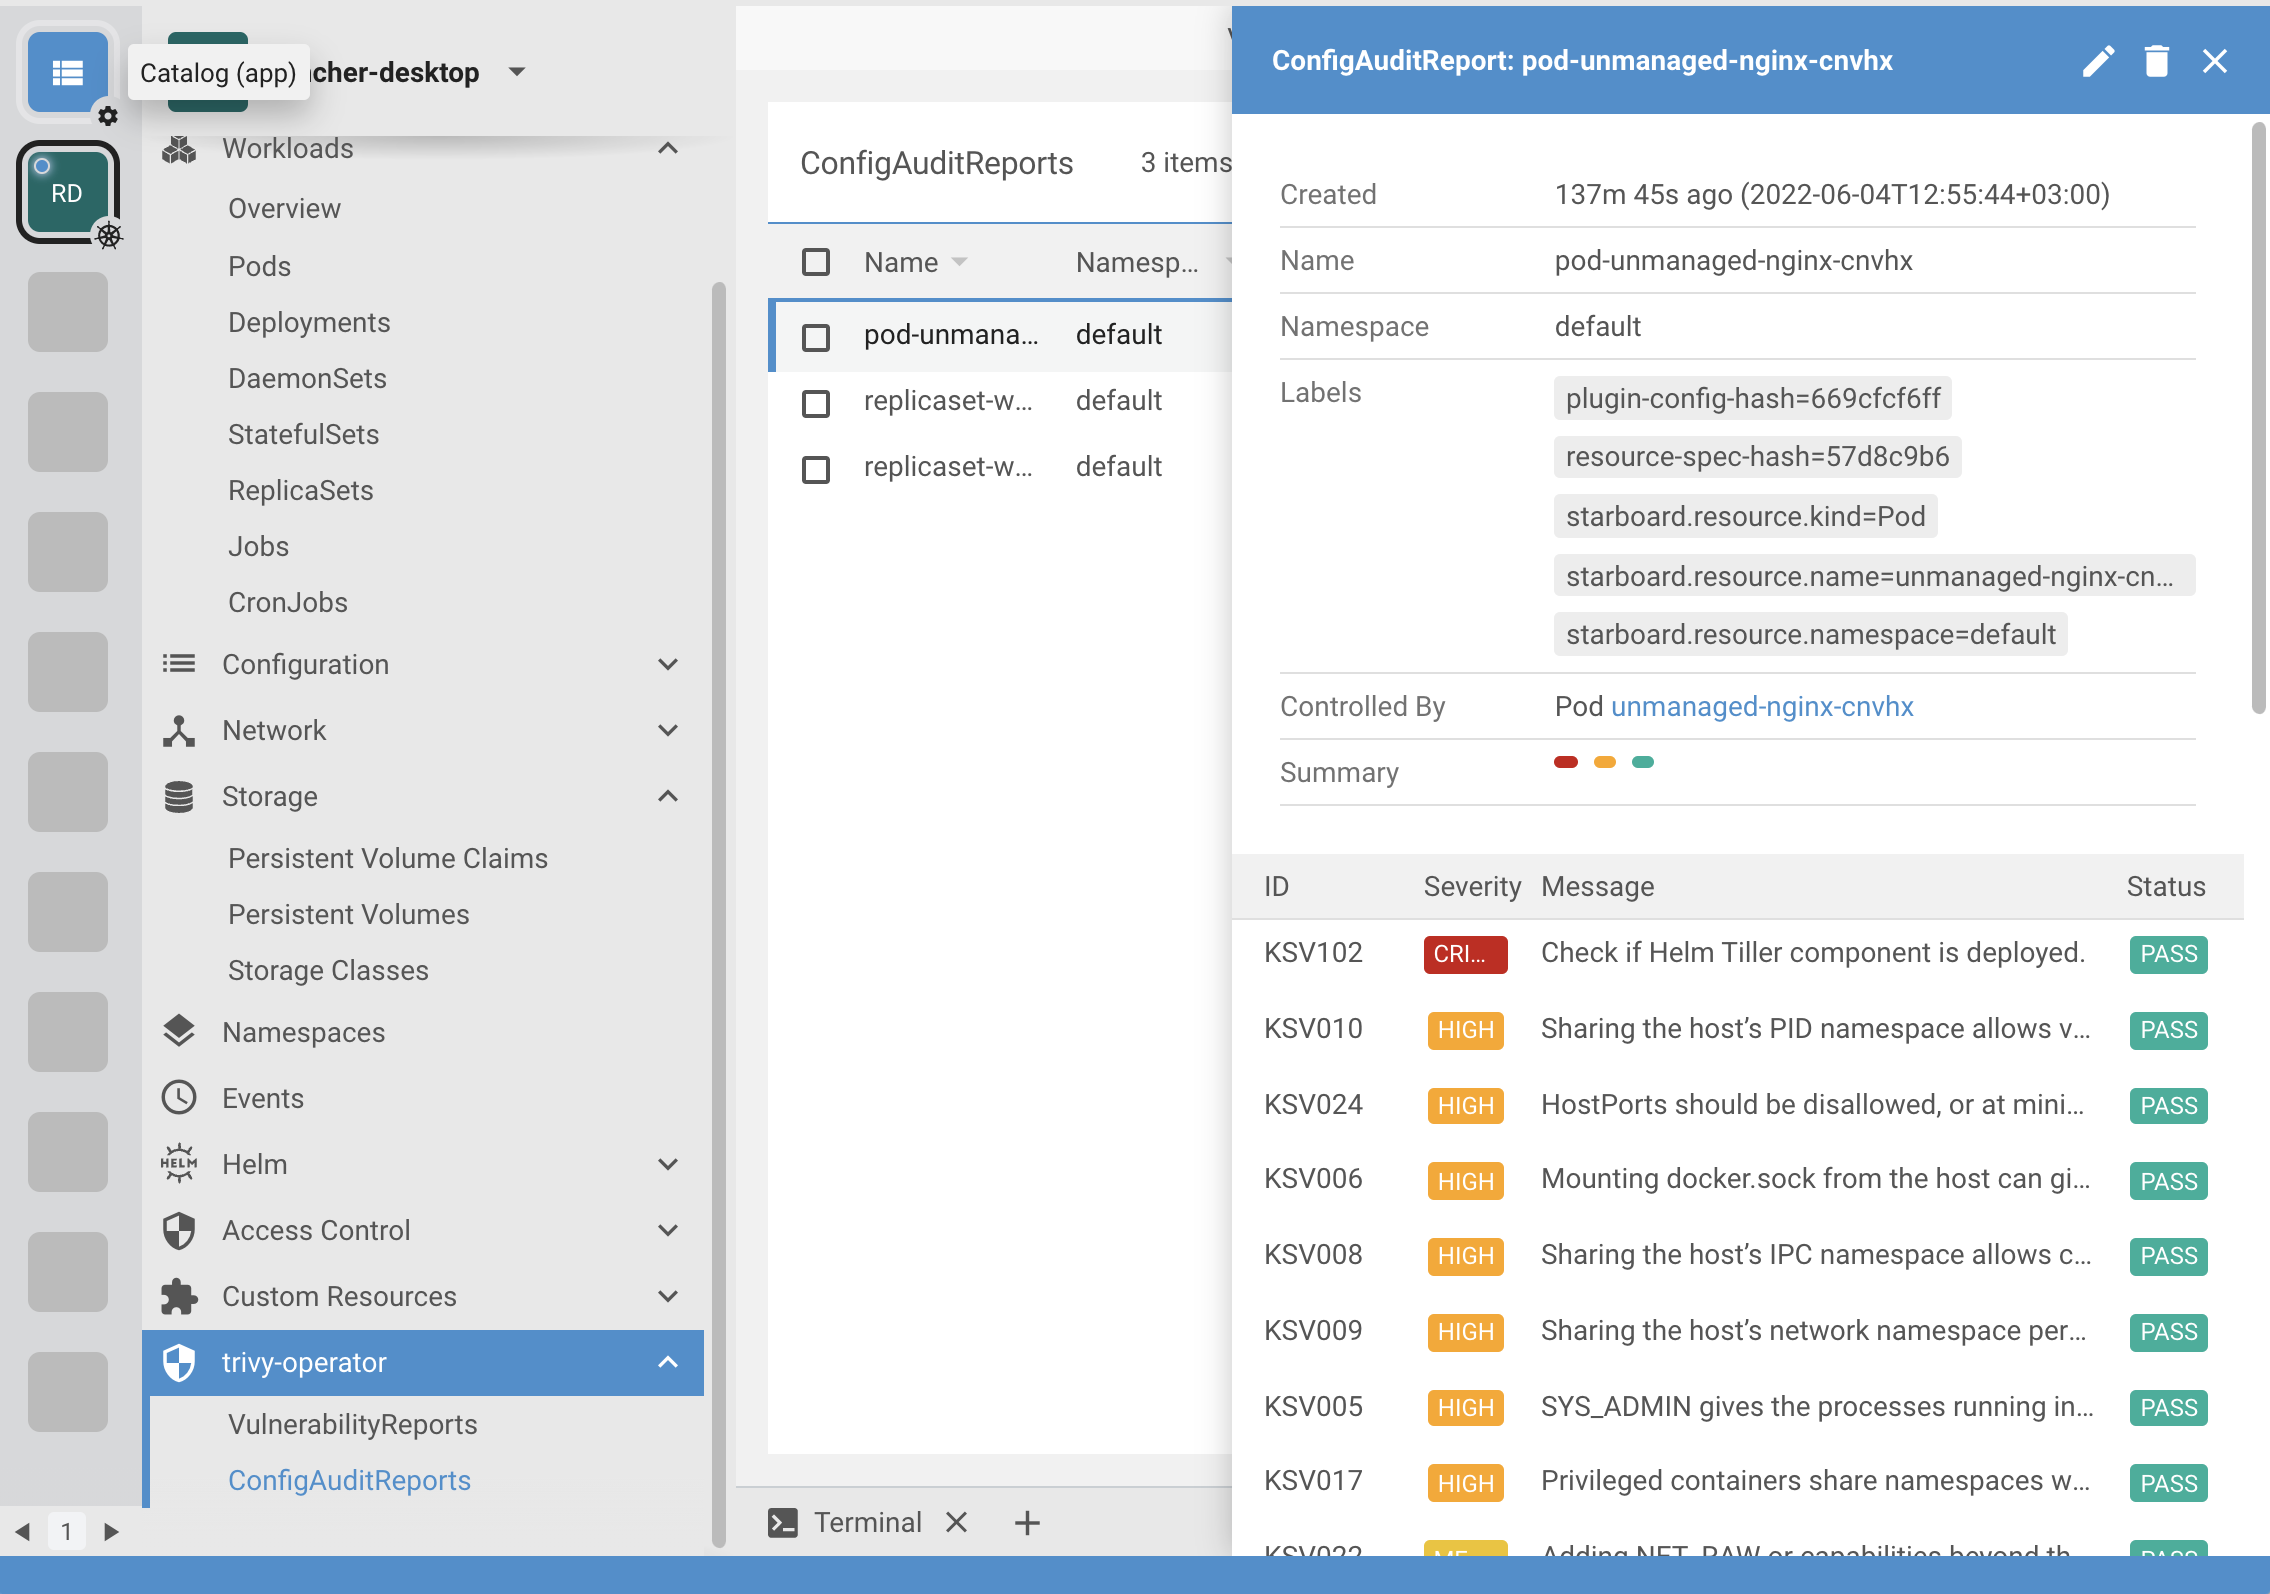 Catalog (app)
cher-desktop
RD
Workloads
Overview
Pods
Deployments
DaemonSets
StatefulSets
ReplicaSets
Jobs
CronJobs
Configuration
Network
Storage
Persistent Volume Claims
Persistent Volumes
Storage Classes
Namespaces
Events
HELM
Helm
Access Control
Custom Resources
trivy-operator
VulnerabilityReports
ConfigAuditReports
1
ConfigAuditReports 3 items
Name Namesp...
pod-unmana... default
replicaset-w... default
replicaset-w... default
Terminal
ConfigAuditReport: pod-unmanaged-nginx-cnvhx
Created 137m 45s ago (2022-06-04T12:55:44+03:00)
Name pod-unmanaged-nginx-cnvhx
Namespace default
Labels plugin-config-hash=669cfcf6ff
resource-spec-hash=57d8c9b6
starboard.resource.kind=Pod
starboard.resource.name=unmanaged-nginx-cn...
starboard.resource.namespace=default
Controlled By Pod unmanaged-nginx-cnvhx
Summary
ID Severity Message Status
KSV102 CRI... Check if Helm Tiller component is deployed. PASS
KSV010 HIGH Sharing the host’s PID namespace allows v... PASS
KSV024 HIGH HostPorts should be disallowed, or at mini... PASS
KSV006 HIGH Mounting docker.sock from the host can gi... PASS
KSV008 HIGH Sharing the host’s IPC namespace allows c... PASS
KSV009 HIGH Sharing the host’s network namespace per... PASS
KSV005 HIGH SYS_ADMIN gives the processes running in... PASS
KSV017 HIGH Privileged containers share namespaces w... PASS
KSV022 ME... Adding NET_RAW or capabilities beyond th... PASS